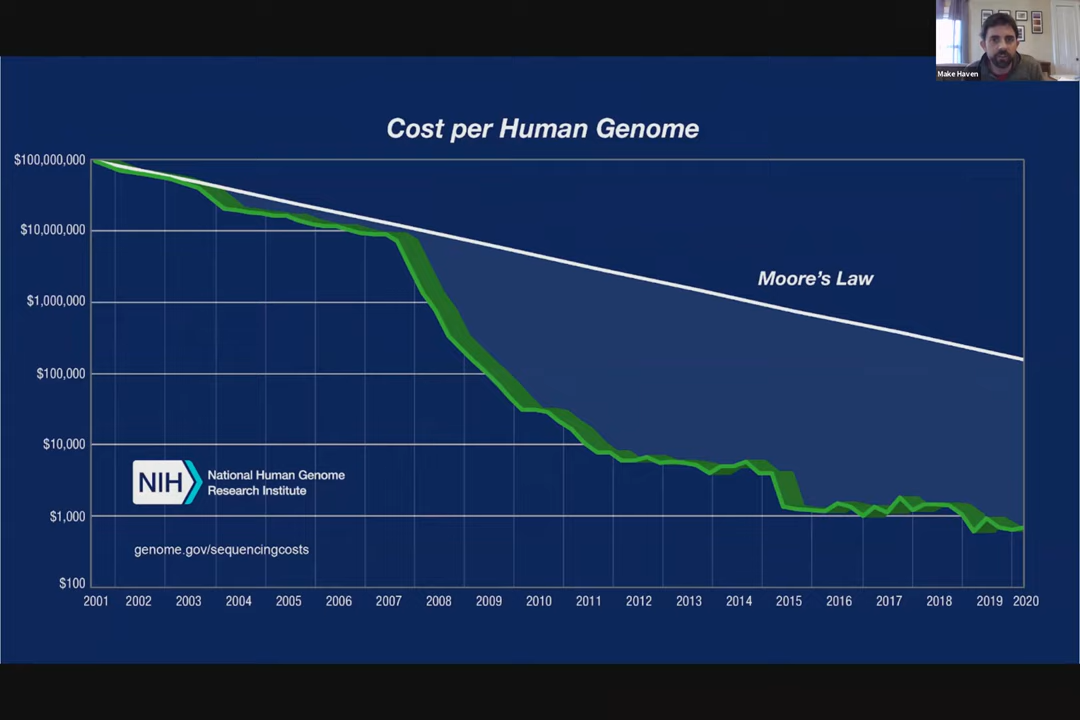 Make Haven
Cost per Human Genome
$100,000,000
$10,000,000
$1,000,000
$100,000
$10,000
$1,000
$100
Moore's Law
NIH
National Human Genome
Research Institute
genome.gov/sequencingcosts
2001 2002 2003 2004 2005 2006 2007 2008 2009 2010 2011 2012 2013 2014 2015 2016 2017 2018 2019 2020